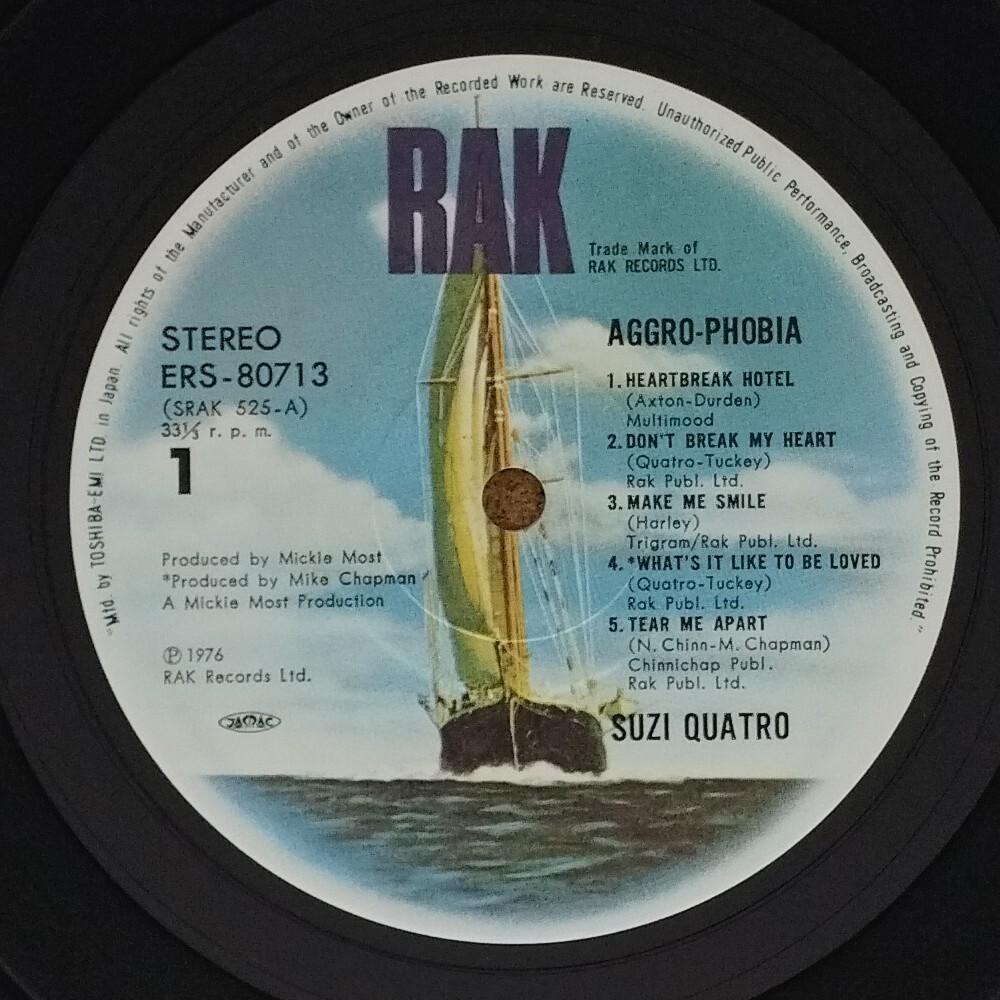 "Mfd. by TOSHIBA-EMI LTD. in Japan. All rights of the Manufacturer and of the Owner of the Recorded Work are Reserved. Unauthorized Public Performance, Broadcasting and Copying of the Record Prohibited."
RAK
Trade Mark of
RAK RECORDS LTD.
STEREO
ERS-80713
(SRAK 525-A)
33⅓ r. p. m.
1
Produced by Mickie Most
*Produced by Mike Chapman
A Mickie Most Production
Ⓟ 1976
RAK Records Ltd.
JASRAC
AGGRO-PHOBIA
1. HEARTBREAK HOTEL
(Axton-Durden)
Multimood
2. DON'T BREAK MY HEART
(Quatro-Tuckey)
Rak Publ. Ltd.
3. MAKE ME SMILE
(Harley)
Trigram/Rak Publ. Ltd.
4. *WHAT'S IT LIKE TO BE LOVED
(Quatro-Tuckey)
Rak Publ. Ltd.
5. TEAR ME APART
(N. Chinn-M. Chapman)
Chinnichap Publ.
Rak Publ. Ltd.
SUZI QUATRO